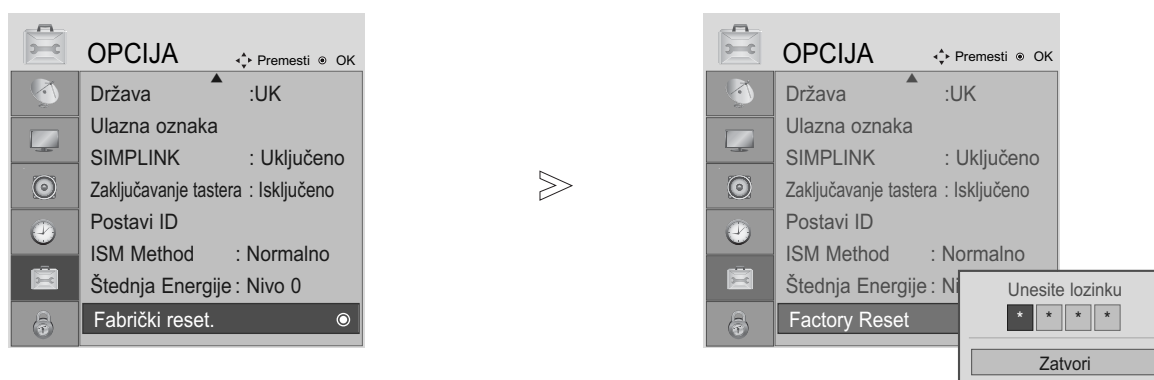 OPCIJA Premesti OK
Država :UK
Ulazna oznaka
SIMPLINK : Uključeno
Zaključavanje tastera : Isključeno
Postavi ID
ISM Method : Normalno
Štednja Energije : Nivo 0
Fabrički reset.
OPCIJA Premesti OK
Država :UK
Ulazna oznaka
SIMPLINK : Uključeno
Zaključavanje tastera : Isključeno
Postavi ID
ISM Method : Normalno
Štednja Energije : Ni
Factory Reset
Unesite lozinku
* * * *
Zatvori